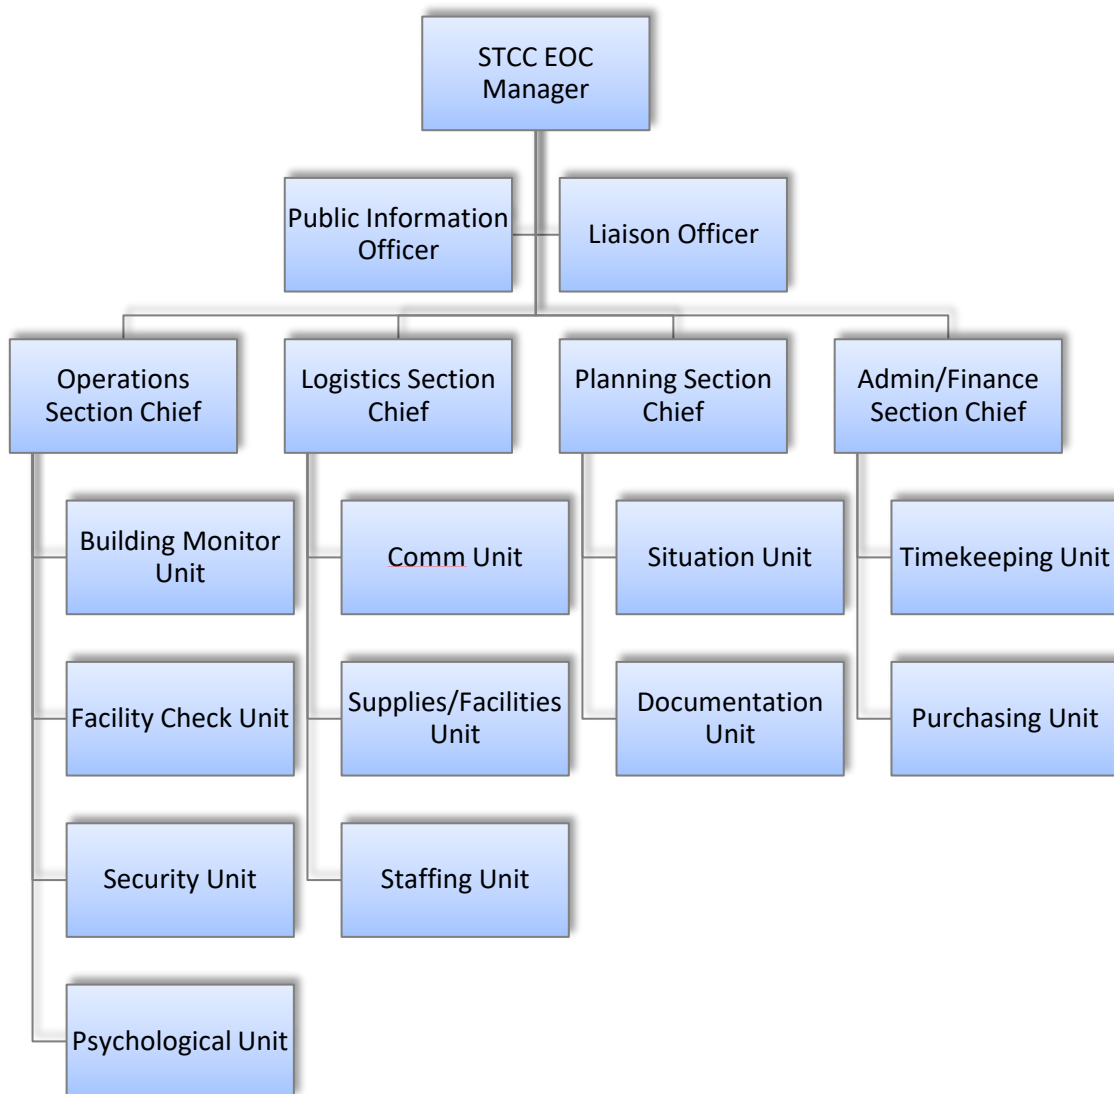 STCC EOC
Manager
Public Information
Officer
Liaison Officer
Operations
Section Chief
Logistics Section
Chief
Planning Section
Chief
Admin/Finance
Section Chief
Building Monitor
Unit
Comm Unit
Situation Unit
Timekeeping Unit
Facility Check Unit
Supplies/Facilities
Unit
Documentation
Unit
Purchasing Unit
Security Unit
Staffing Unit
Psychological Unit